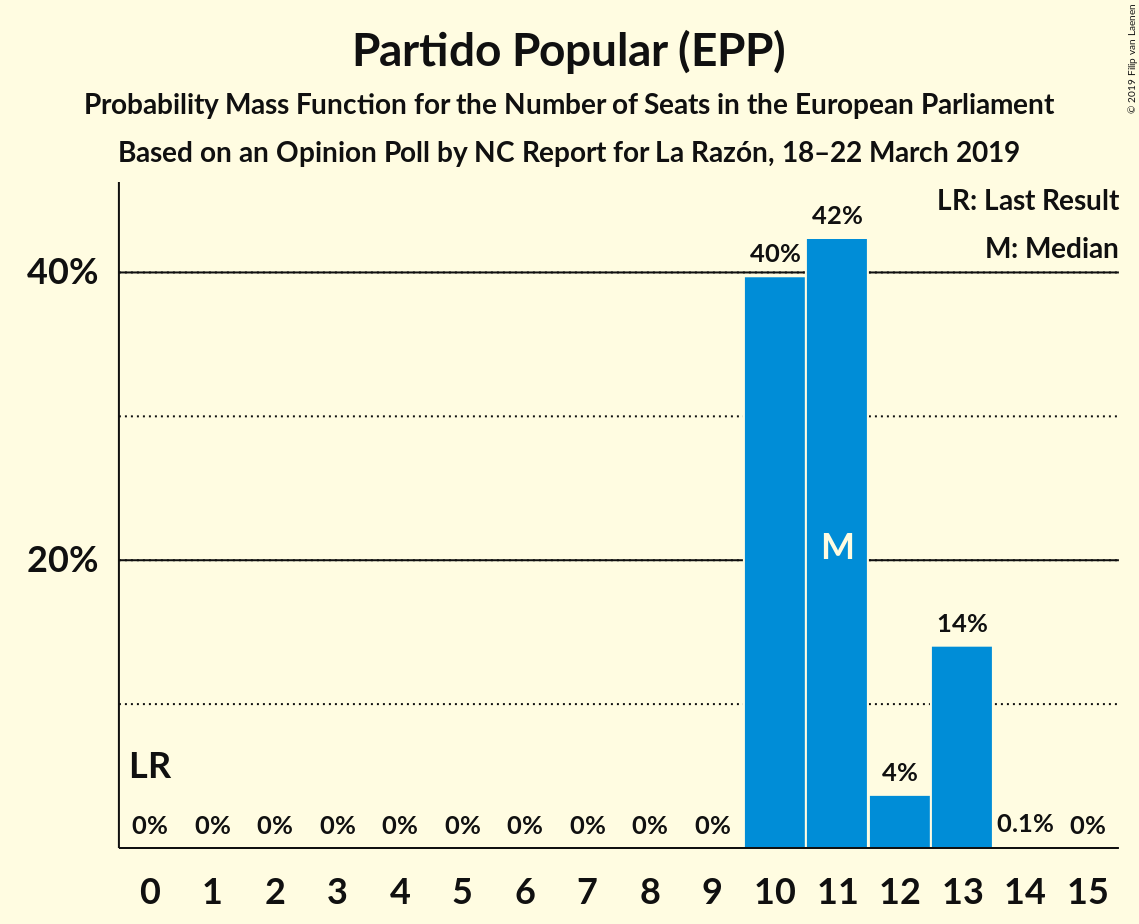 Partido Popular (EPP)
Probability Mass Function for the Number of Seats in the European Parliament
Based on an Opinion Poll by NC Report for La Razón, 18–22 March 2019
© 2019 Filip van Laenen
LR: Last Result
M: Median
40%
20%
42%
40%
M
14%
4%
LR
0% 0% 0% 0% 0% 0% 0% 0% 0% 0% 0.1% 0%
0 1 2 3 4 5 6 7 8 9 10 11 12 13 14 15